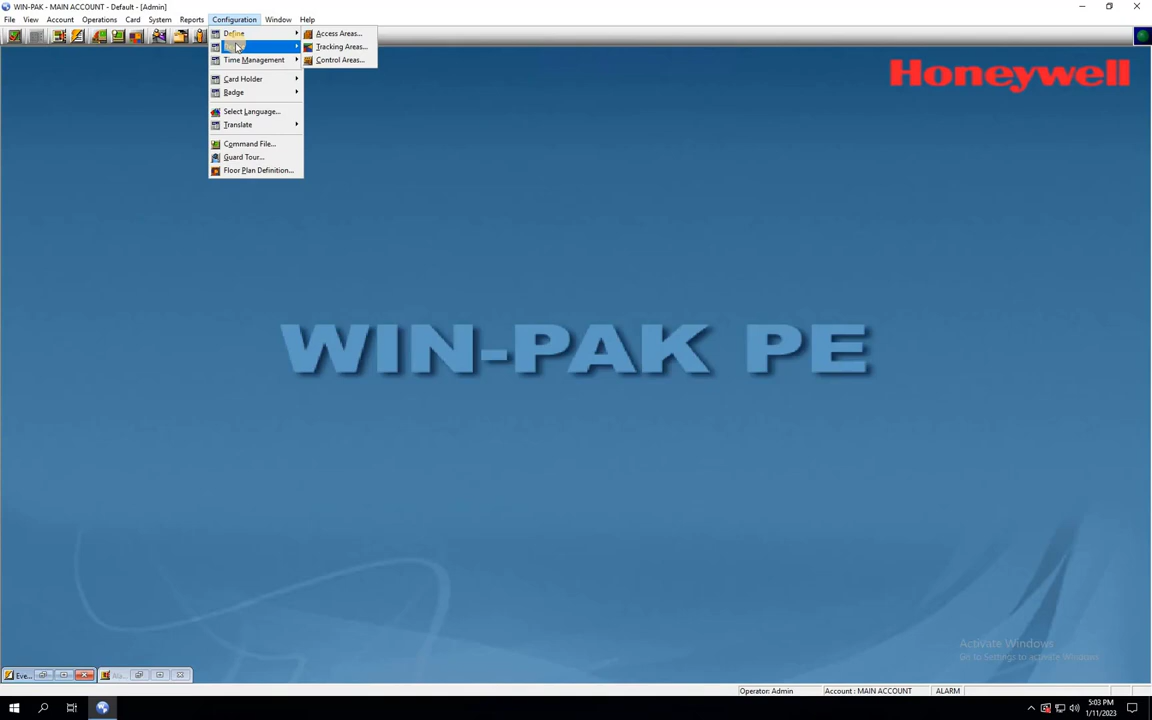 WIN-PAK - MAIN ACCOUNT - Default - [Admin]
File View Account Operations Card System Reports Configuration Window Help
Define
Time Management
Card Holder
Badge
Select Language...
Translate
Command File...
Guard Tour...
Floor Plan Definition...
Access Areas...
Tracking Areas...
Control Areas...
Honeywell
WIN-PAK PE
Activate Windows
Go to Settings to activate Windows.
Eve...
Operator: Admin
Account : MAIN ACCOUNT
ALARM
5:03 PM
1/11/2023